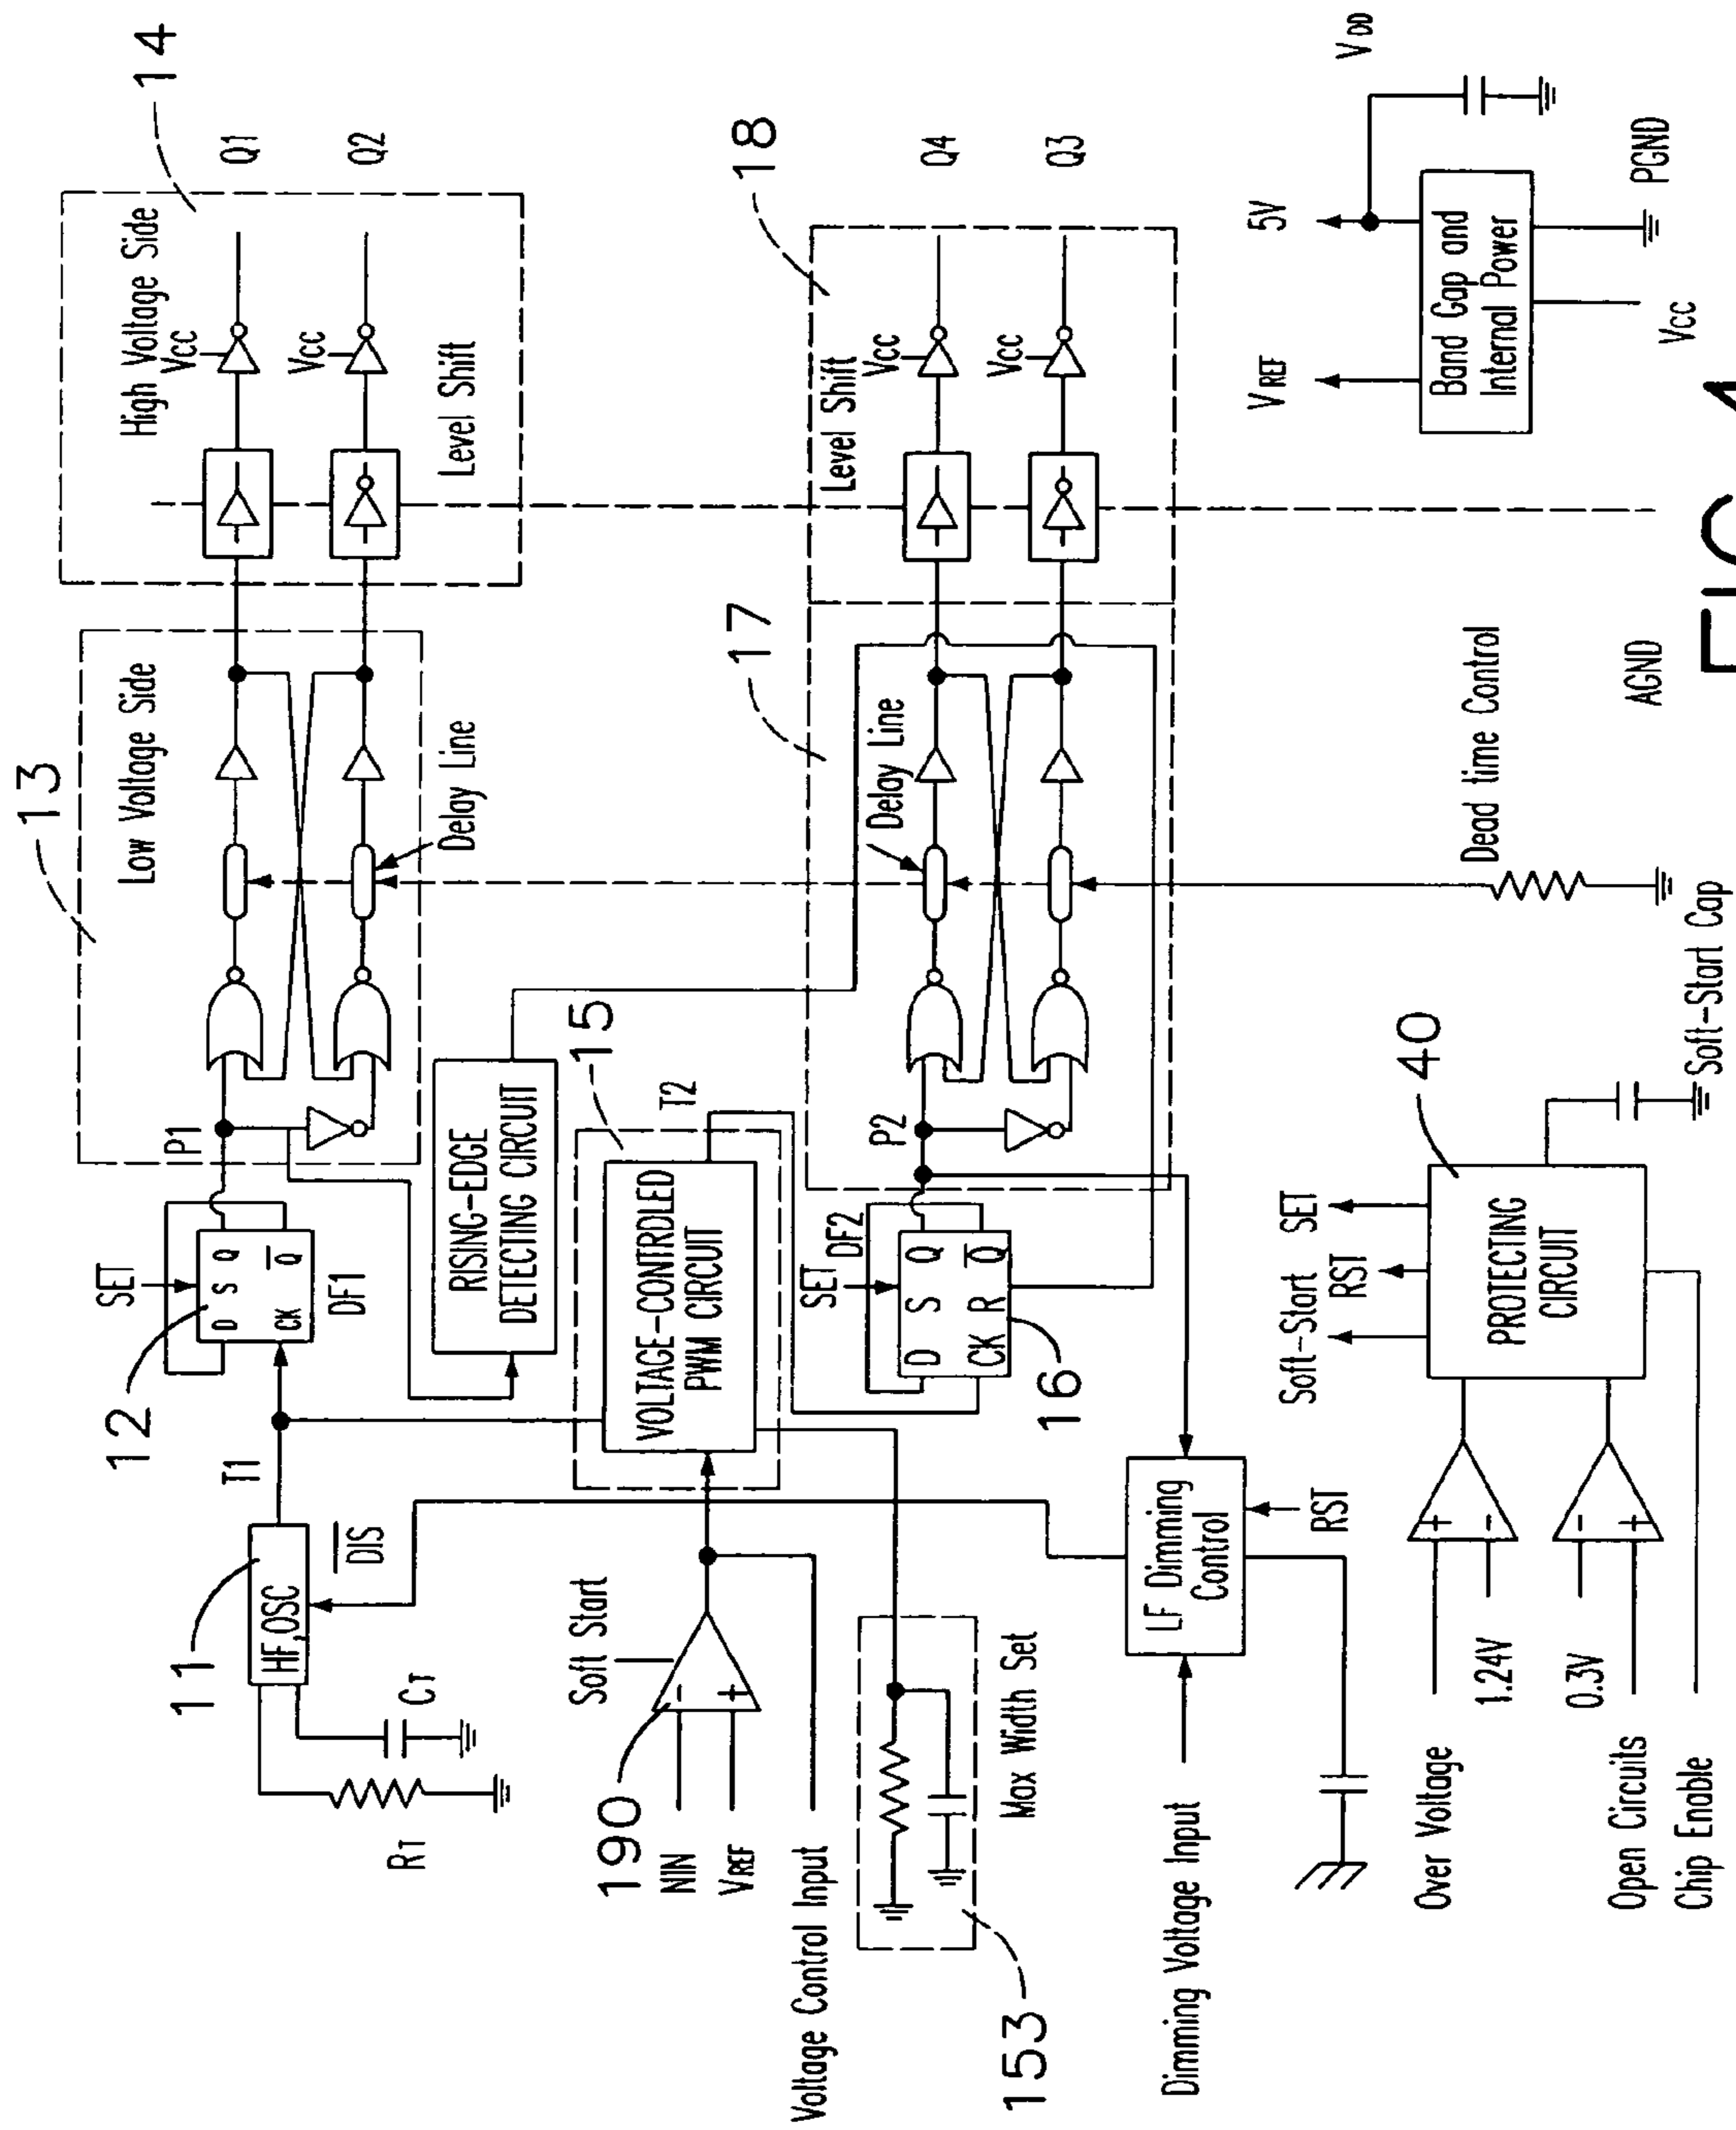 13
14
Low Voltage Side
High Voltage Side
Vcc
Q1
Vcc
Q2
Level Shift
Delay Line
P1
SET
D S Q
CK Q
DF1
12
T1
11
HF.OSC
DIS
RT
CT
RISING-EDGE
DETECTING CIRCUIT
15
VOLTAGE-CONTRDLED
PWM CIRCUIT
T2
Soft Start
190
NIN
VREF
Voltage Control Input
153
Max Width Set
17
18
Delay Line
Level Shift
Vcc
Q4
Vcc
Q3
P2
SET
DF2
D S Q
CK R Q
16
LF Dimming
Control
RST
Dimming Voltage Input
Dead time Control
AGND
Soft-Start Cap
40
PROTECTING
CIRCUIT
Soft-Start
RST
SET
Over Voltage
1.24V
0.3V
Open Circuits
Chip Enable
VREF
5V
VDD
Band Gap and
Internal Power
Vcc
PGND